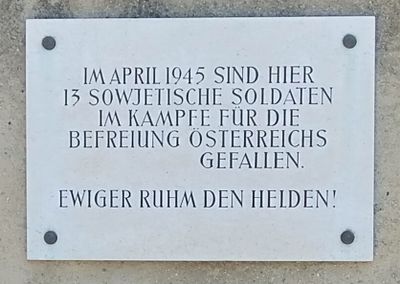 IM APRIL 1945 SIND HIER
13 SOWJETISCHE SOLDATEN
IM KAMPFE FÜR DIE
BEFREIUNG ÖSTERREICHS
GEFALLEN.
EWIGER RUHM DEN HELDEN!